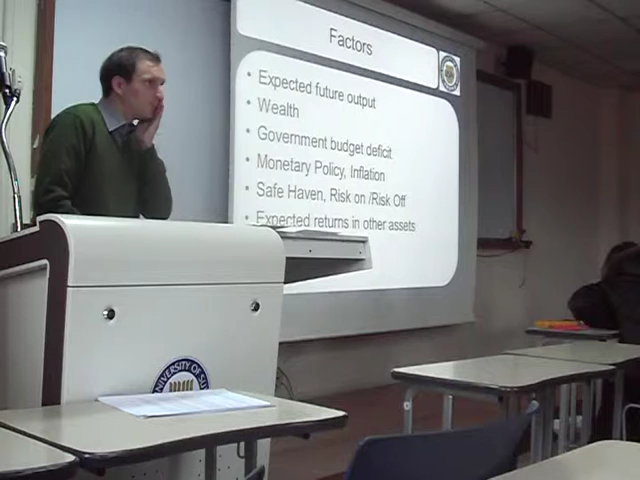 Factors
• Expected future output
• Wealth
• Government budget deficit
• Monetary Policy, Inflation
• Safe Haven, Risk on /Risk Off
• Expected returns in other assets
UNIVERSITY OF